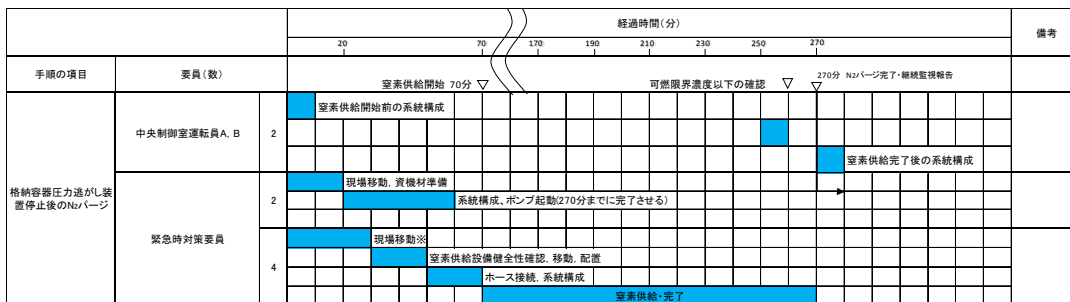 経過時間(分)
備考
20
70
170
190
210
230
250
270
手順の項目
要員(数)
窒素供給開始 70分 ▽
可燃限界濃度以下の確認 ▽
270分 N2パージ完了・継続監視報告
▽
格納容器圧力逃がし装
置停止後のN2パージ
中央制御室運転員A, B
2
窒素供給開始前の系統構成
窒素供給完了後の系統構成
緊急時対策要員
2
現場移動, 資機材準備
系統構成、ポンプ起動(270分までに完了させる)
4
現場移動※
窒素供給設備健全性確認, 移動, 配置
ホース接続, 系統構成
窒素供給・完了